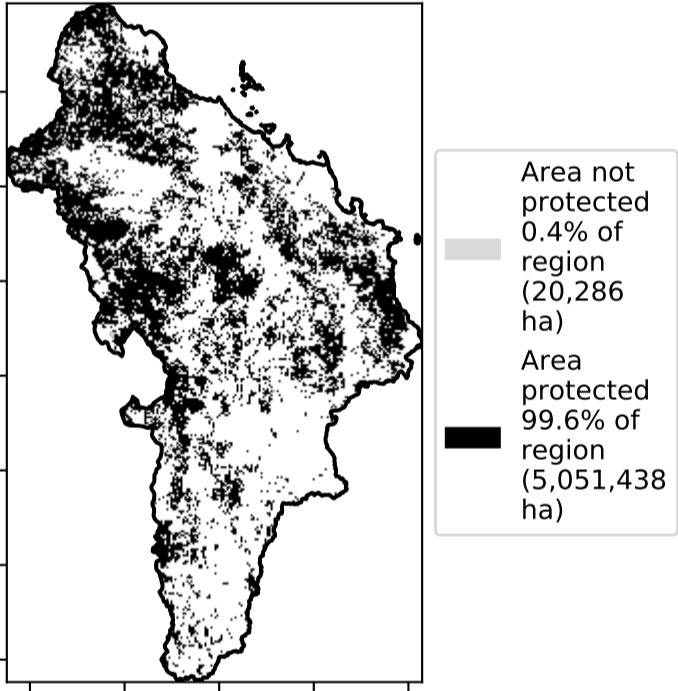 Area not
protected
0.4% of
region
(20,286
ha)
Area
protected
99.6% of
region
(5,051,438
ha)